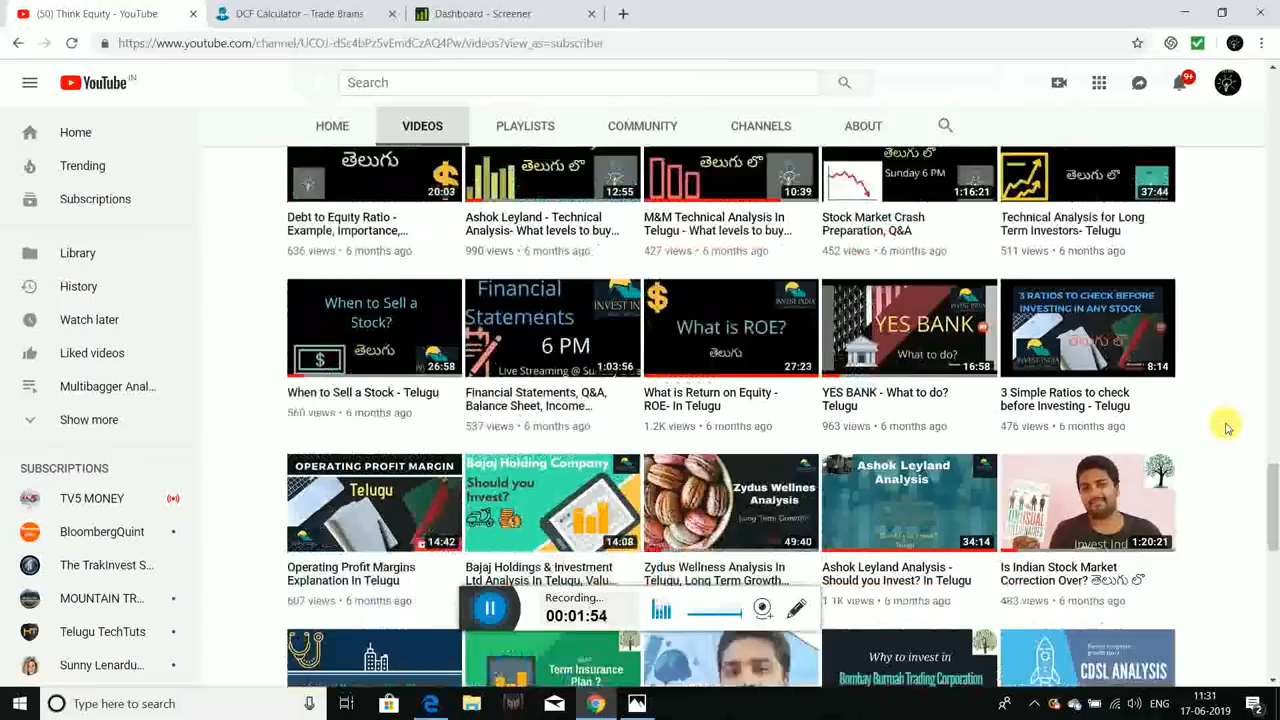 (50) Think Equity - YouTube
DCF Calculator - Trade Brains
Dashboard - Screener
YouTube IN
Search
9+
HOME
VIDEOS
PLAYLISTS
COMMUNITY
CHANNELS
ABOUT
Home
Trending
Subscriptions
Library
History
Watch later
Liked videos
Multibagger Anal...
Show more
SUBSCRIPTIONS
TV5 MONEY
BloombergQuint
The TrakInvest S...
MOUNTAIN TR...
Telugu TechTuts
Sunny Lenardu...
తెలుగు
20:03
తెలుగు లో
12:55
తెలుగు లో
10:39
తెలుగు లో
Sunday 6 PM
1:16:21
తెలుగు లో
37:44
Debt to Equity Ratio -
Example, Importance,...
636 views • 6 months ago
Ashok Leyland - Technical
Analysis- What levels to buy...
990 views • 6 months ago
M&M Technical Analysis In
Telugu - What levels to buy...
427 views • 6 months ago
Stock Market Crash
Preparation, Q&A
452 views • 6 months ago
Technical Analysis for Long
Term Investors- Telugu
511 views • 6 months ago
When to Sell a
Stock?
తెలుగు
26:58
Financial
Statements
6 PM
Live Streaming @
1:03:56
What is ROE?
తెలుగు
27:23
YES BANK
What to do?
16:58
3 RATIOS TO CHECK BEFORE
INVESTING IN ANY STOCK
తెలుగు లో
8:14
When to Sell a Stock - Telugu
560 views • 6 months ago
Financial Statements, Q&A,
Balance Sheet, Income...
537 views • 6 months ago
What is Return on Equity -
ROE- In Telugu
1.2K views • 6 months ago
YES BANK - What to do?
Telugu
963 views • 6 months ago
3 Simple Ratios to check
before Investing - Telugu
476 views • 6 months ago
OPERATING PROFIT MARGIN
Telugu
14:42
Bajaj Holding Company
Should you
Invest?
14:08
Zydus Wellnes
Analysis
49:40
Ashok Leyland
Analysis
34:14
Invest Ind
1:20:21
Operating Profit Margins
Explanation In Telugu
607 views • 6 months ago
Bajaj Holdings & Investment
Ltd Analysis In Telugu, Valu...
Zydus Wellness Analysis In
Telugu, Long Term Growth...
Ashok Leyland Analysis -
Should you Invest? In Telugu
1.1K views • 6 months ago
Is Indian Stock Market
Correction Over? తెలుగు లో
483 views • 6 months ago
Recording...
00:01:54
Term Insurance
Plan ?
Why to invest in
Bombay Burmah Trading Corporation
CDSL ANALYSIS
Type here to search
ENG
11:31
17-06-2019
2